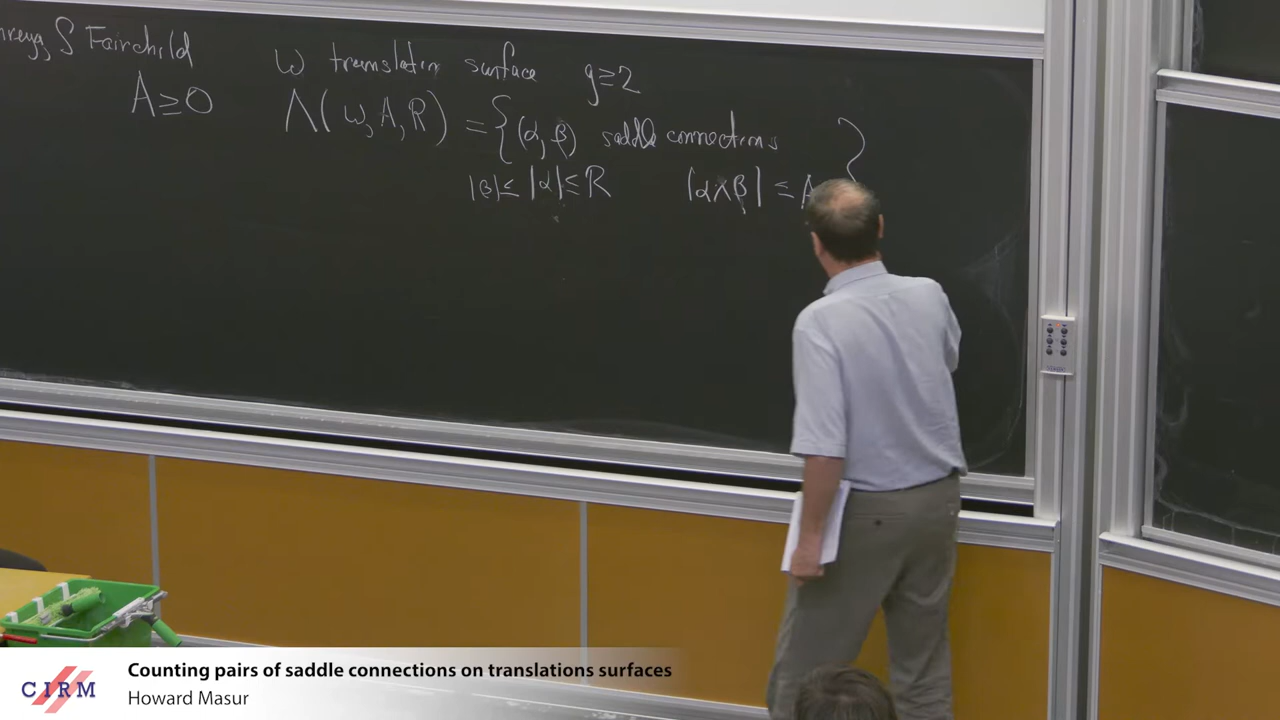 S Fairchild
ω translation surface g≥2
A≥0
Λ(ω, A, R) = { (α, β) saddle connections }
|β| ≤ |α| ≤ R |α∧β| ≤ A
CIRM
Counting pairs of saddle connections on translations surfaces
Howard Masur